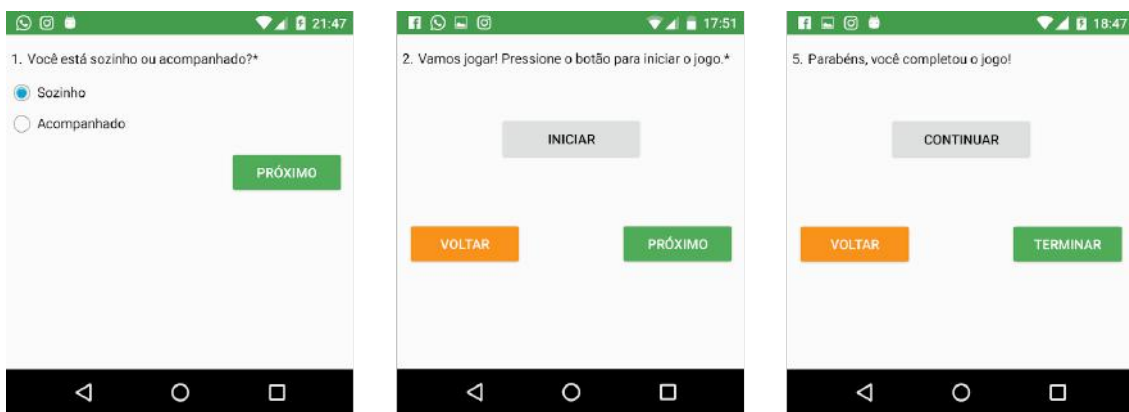 21:47
1. Você está sozinho ou acompanhado?*
Sozinho
Acompanhado
PRÓXIMO
17:51
2. Vamos jogar! Pressione o botão para iniciar o jogo.*
INICIAR
VOLTAR
PRÓXIMO
18:47
5. Parabéns, você completou o jogo!
CONTINUAR
VOLTAR
TERMINAR